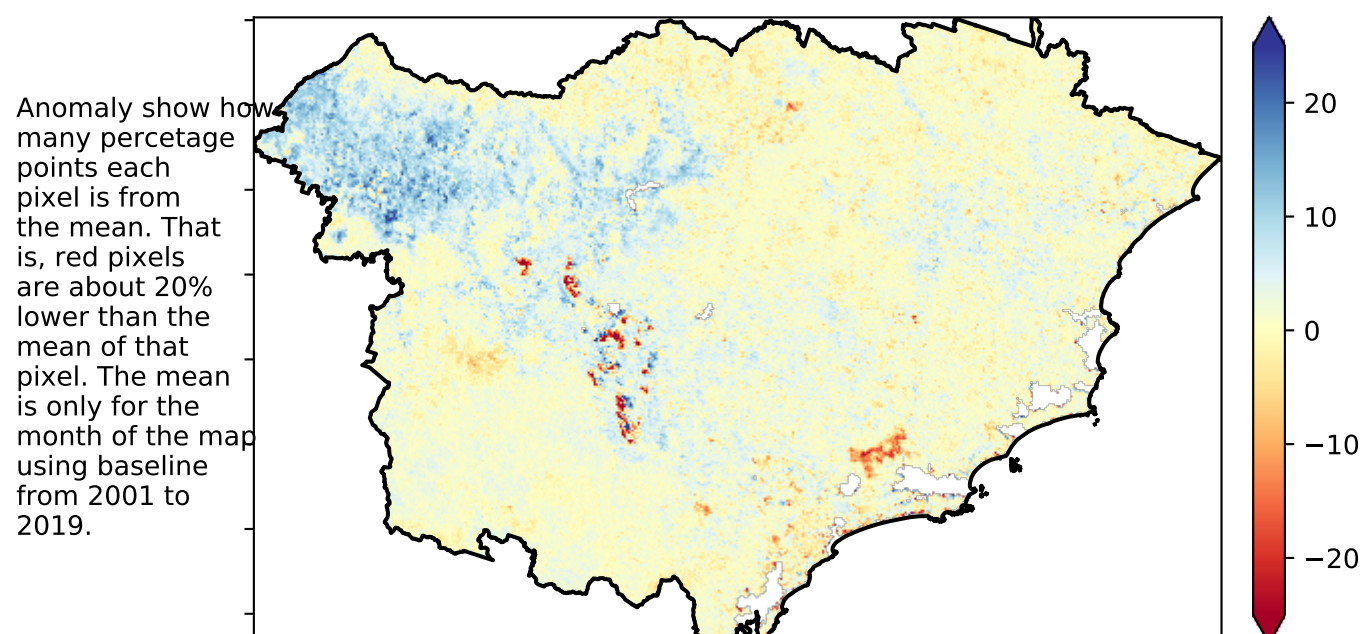 Anomaly show how
many percetage
points each
pixel is from
the mean. That
is, red pixels
are about 20%
lower than the
mean of that
pixel. The mean
is only for the
month of the map
using baseline
from 2001 to
2019.
20
10
0
−10
−20